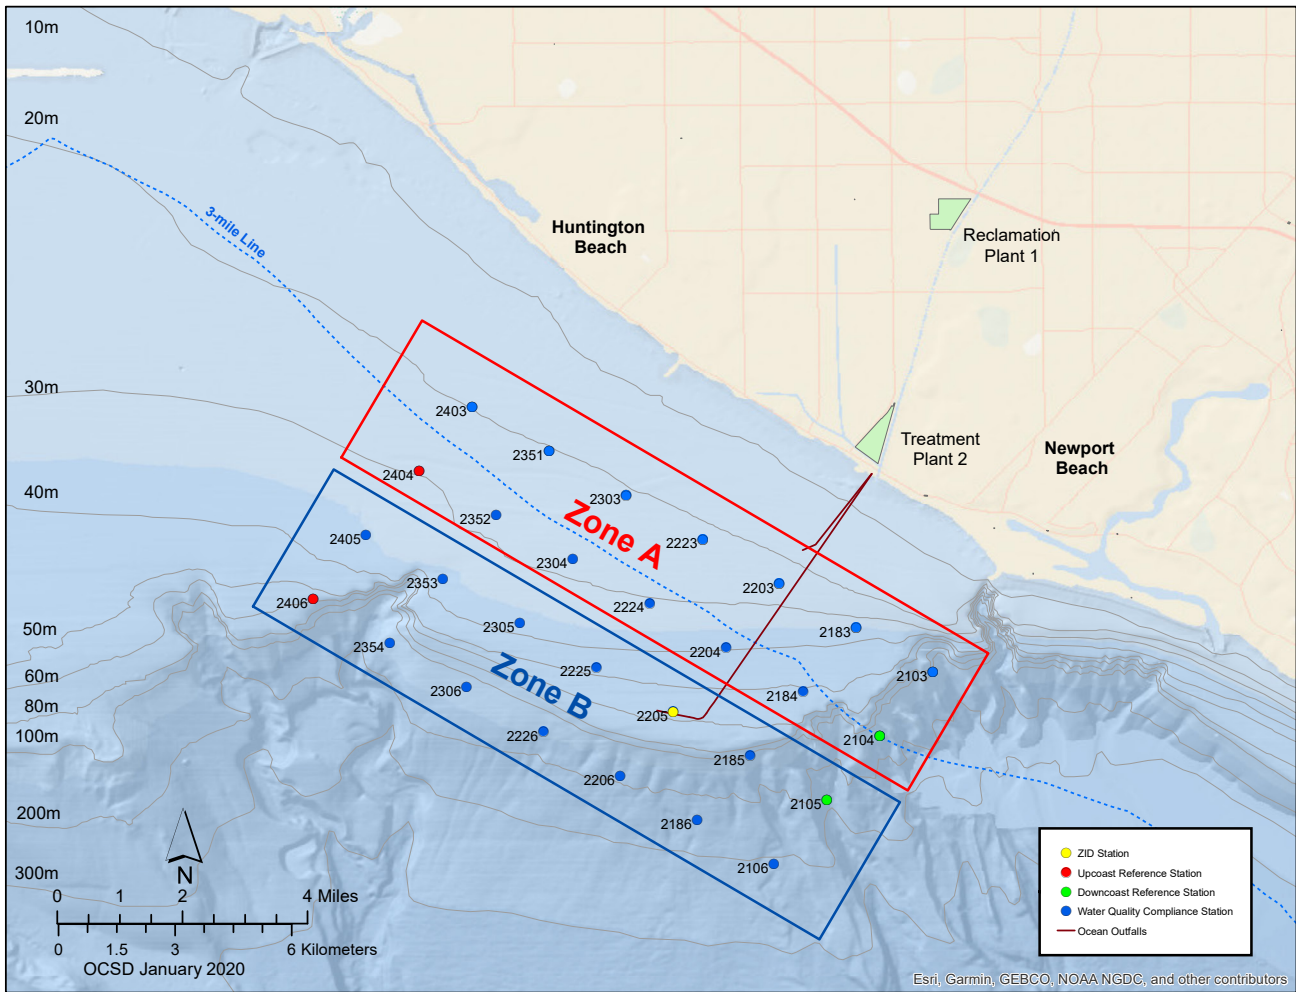 10m
20m
3-mile Line
Huntington
Beach
Reclamation
Plant 1
30m
2403
2351
Treatment
Plant 2
Newport
Beach
2404
40m
2303
Zone A
2352
2223
2405
2304
2353
2203
2406
2224
50m
2305
2183
2354
2204
60m
2225
2103
2306
Zone B
2184
80m
2205
100m
2226
2104
2185
2206
2105
200m
2186
2106
300m
N
0 1 2 4 Miles
0 1.5 3 6 Kilometers
OCSD January 2020
ZID Station
Upcoast Reference Station
Downcoast Reference Station
Water Quality Compliance Station
Ocean Outfalls
Esri, Garmin, GEBCO, NOAA NGDC, and other contributors